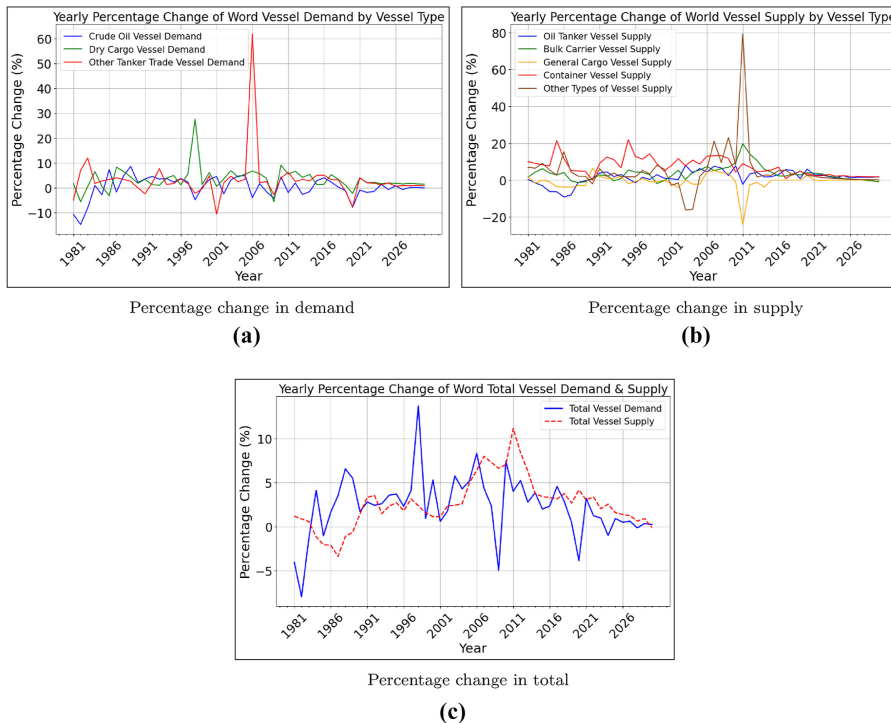 Yearly Percentage Change of Word Vessel Demand by Vessel Type
Crude Oil Vessel Demand
Dry Cargo Vessel Demand
Other Tanker Trade Vessel Demand
Percentage Change (%)
60
50
40
30
20
10
0
−10
1981
1986
1991
1996
2001
2006
2011
2016
2021
2026
Year
Percentage change in demand
(a)
Yearly Percentage Change of World Vessel Supply by Vessel Type
Oil Tanker Vessel Supply
Bulk Carrier Vessel Supply
General Cargo Vessel Supply
Container Vessel Supply
Other Types of Vessel Supply
Percentage Change (%)
80
60
40
20
0
−20
1981
1986
1991
1996
2001
2006
2011
2016
2021
2026
Year
Percentage change in supply
(b)
Yearly Percentage Change of Word Total Vessel Demand & Supply
Total Vessel Demand
Total Vessel Supply
Percentage Change (%)
10
5
0
−5
1981
1986
1991
1996
2001
2006
2011
2016
2021
2026
Year
Percentage change in total
(c)